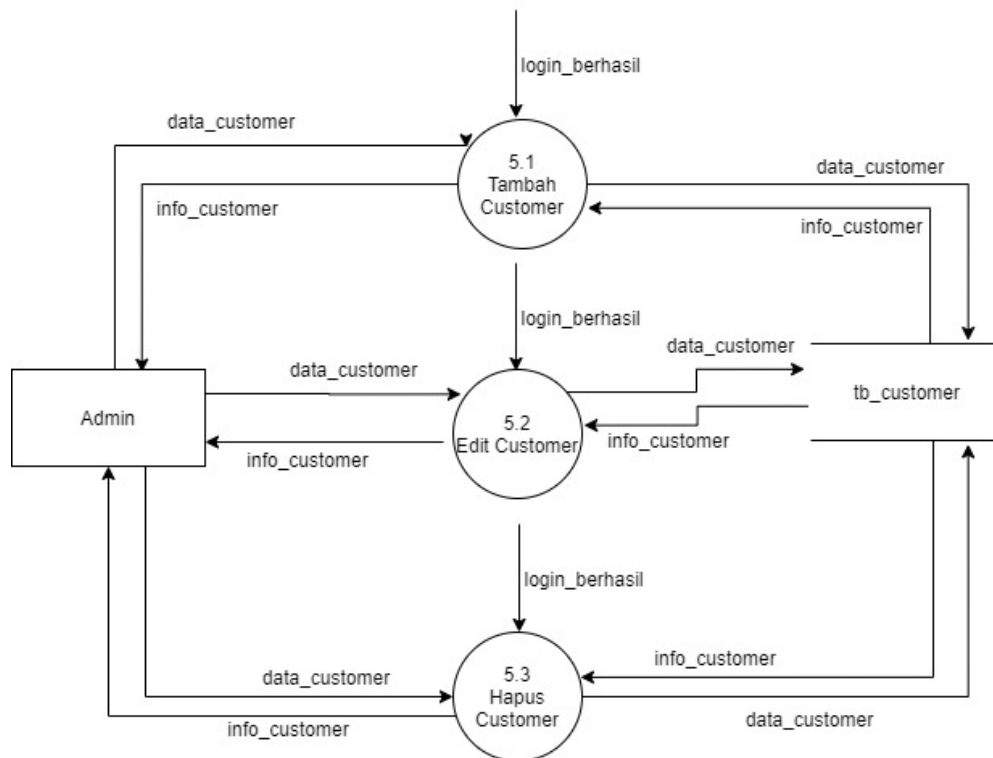 login_berhasil
data_customer
5.1
Tambah
Customer
data_customer
info_customer
info_customer
login_berhasil
data_customer
data_customer
Admin
5.2
Edit Customer
tb_customer
info_customer
info_customer
login_berhasil
5.3
Hapus
Customer
info_customer
data_customer
info_customer
data_customer